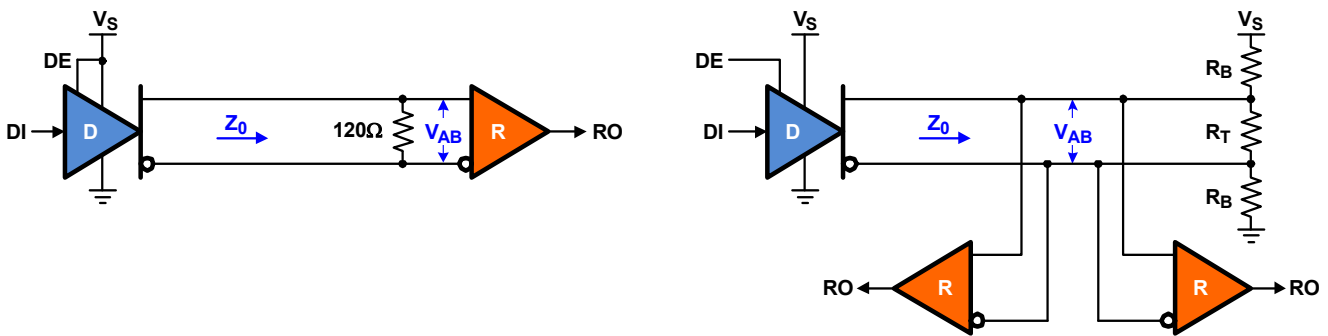 VS
DE
DI
D
Z0
120Ω
VAB
R
RO
VS
DE
DI
D
Z0
VAB
VS
RB
RT
RB
RO
R
R
RO